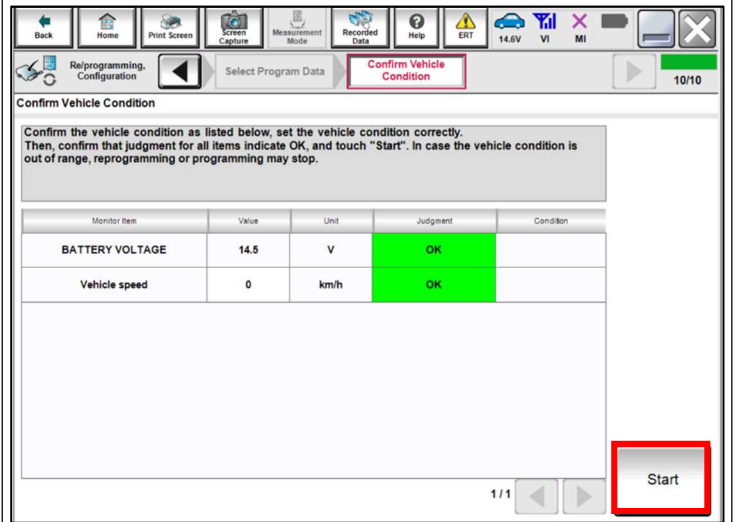 Back
Home
Print Screen
Screen
Capture
Measurement
Mode
Recorded
Data
Help
ERT
14.6V
VI
MI
Re/programming,
Configuration
Select Program Data
Confirm Vehicle
Condition
10/10
Confirm Vehicle Condition
Confirm the vehicle condition as listed below, set the vehicle condition correctly.
Then, confirm that judgment for all items indicate OK, and touch "Start". In case the vehicle condition is
out of range, reprogramming or programming may stop.
Monitor Item Value Unit Judgment Condition
BATTERY VOLTAGE 14.5 V OK
Vehicle speed 0 km/h OK
1/1
Start